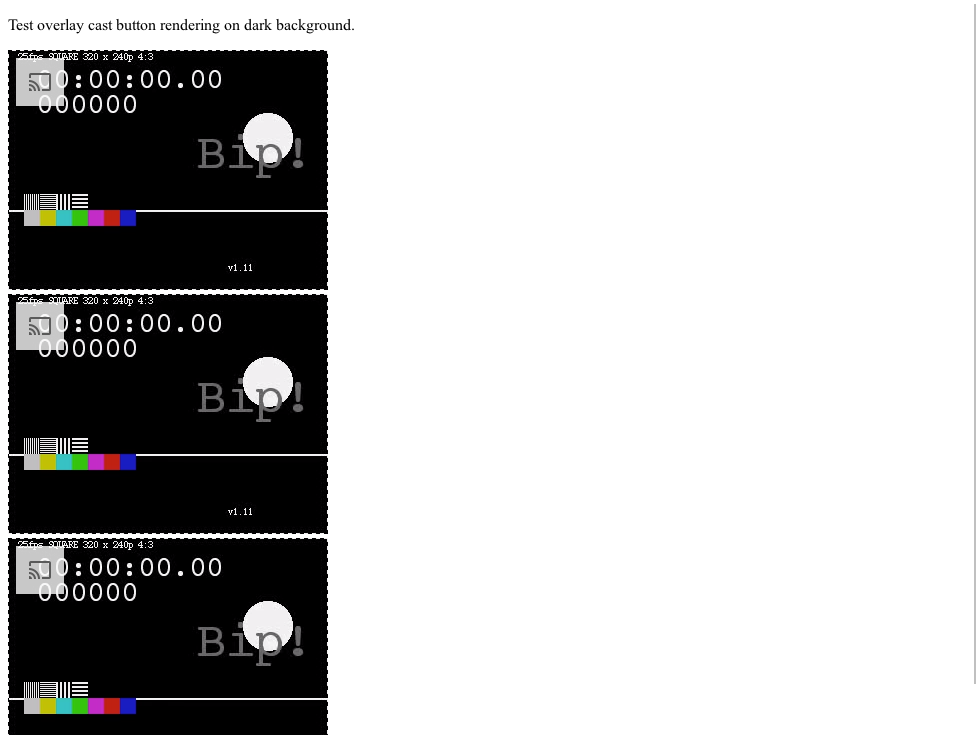 Test overlay cast button rendering on dark background.
25fps SQUARE 320 x 240p 4:3
00:00:00.00
000000
Bip!
v1.11
25fps SQUARE 320 x 240p 4:3
00:00:00.00
000000
Bip!
v1.11
25fps SQUARE 320 x 240p 4:3
00:00:00.00
000000
Bip!